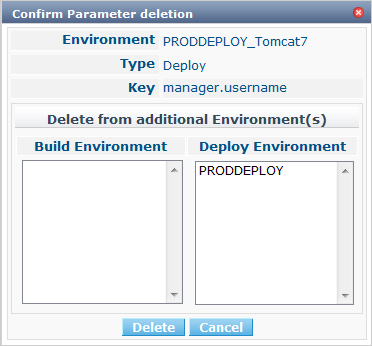 Confirm Parameter deletion
Environment PRODDEPLOY_Tomcat7
Type Deploy
Key manager.username
Delete from additional Environment(s)
Build Environment Deploy Environment
PRODDEPLOY
Delete Cancel